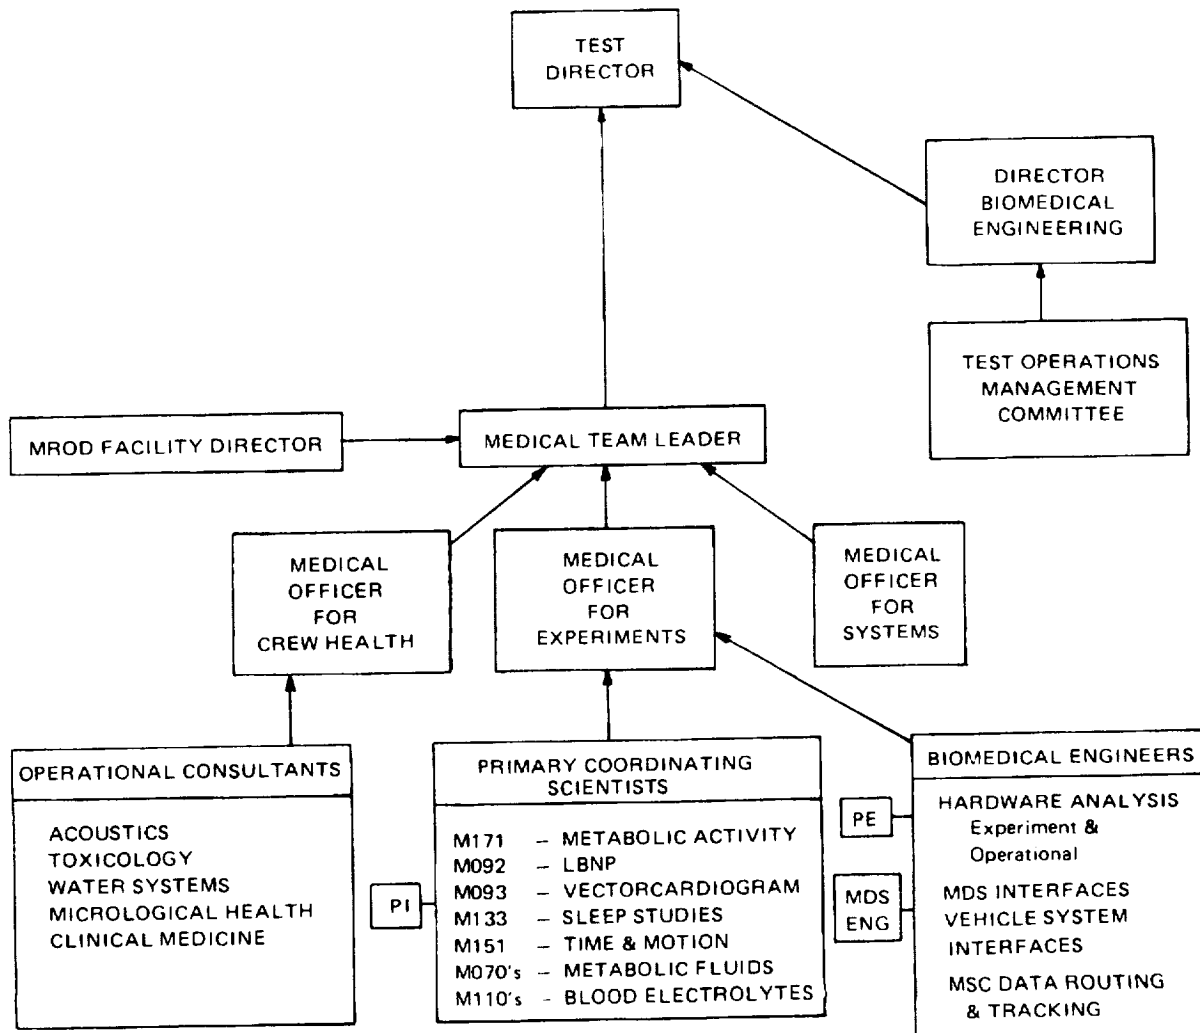 TEST
DIRECTOR
DIRECTOR
BIOMEDICAL
ENGINEERING
TEST OPERATIONS
MANAGEMENT
COMMITTEE
MROD FACILITY DIRECTOR
MEDICAL TEAM LEADER
MEDICAL
OFFICER
FOR
CREW HEALTH
MEDICAL
OFFICER
FOR
EXPERIMENTS
MEDICAL
OFFICER
FOR
SYSTEMS
OPERATIONAL CONSULTANTS
ACOUSTICS
TOXICOLOGY
WATER SYSTEMS
MICROLOGICAL HEALTH
CLINICAL MEDICINE
PI
PRIMARY COORDINATING
SCIENTISTS
M171 – METABOLIC ACTIVITY
M092 – LBNP
M093 – VECTORCARDIOGRAM
M133 – SLEEP STUDIES
M151 – TIME & MOTION
M070's – METABOLIC FLUIDS
M110's – BLOOD ELECTROLYTES
BIOMEDICAL ENGINEERS
PE
HARDWARE ANALYSIS
Experiment &
Operational
MDS
ENG
MDS INTERFACES
VEHICLE SYSTEM
INTERFACES
MSC DATA ROUTING
& TRACKING